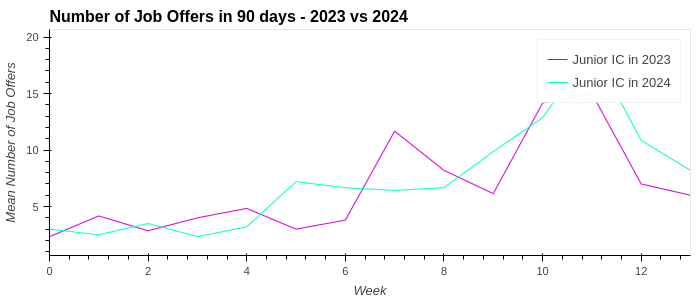 Number of Job Offers in 90 days - 2023 vs 2024
Mean Number of Job Offers
20
15
10
5
Junior IC in 2023
Junior IC in 2024
0 2 4 6 8 10 12
Week